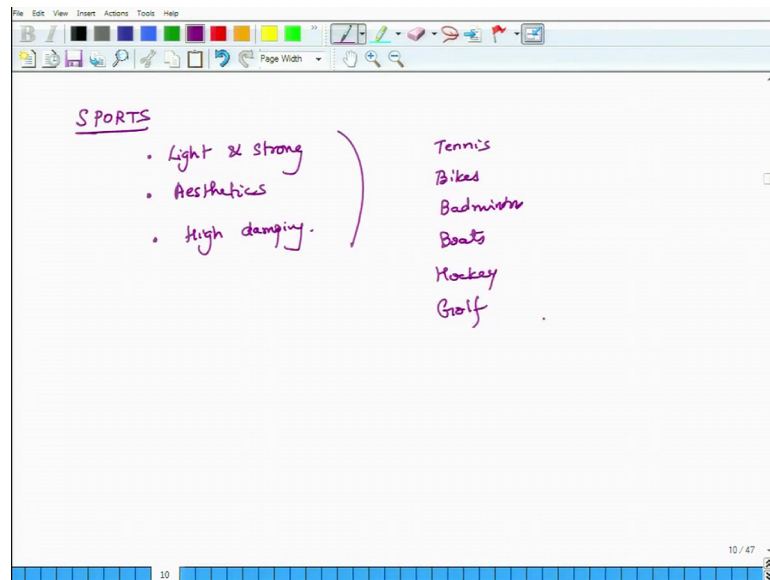 File Edit View Insert Actions Tools Help
B I
Page Width
SPORTS
. Light & Strong
. Aesthetics
. High damping.
Tennis
Bikes
Boats
Hockey
Golf
10 / 47
10